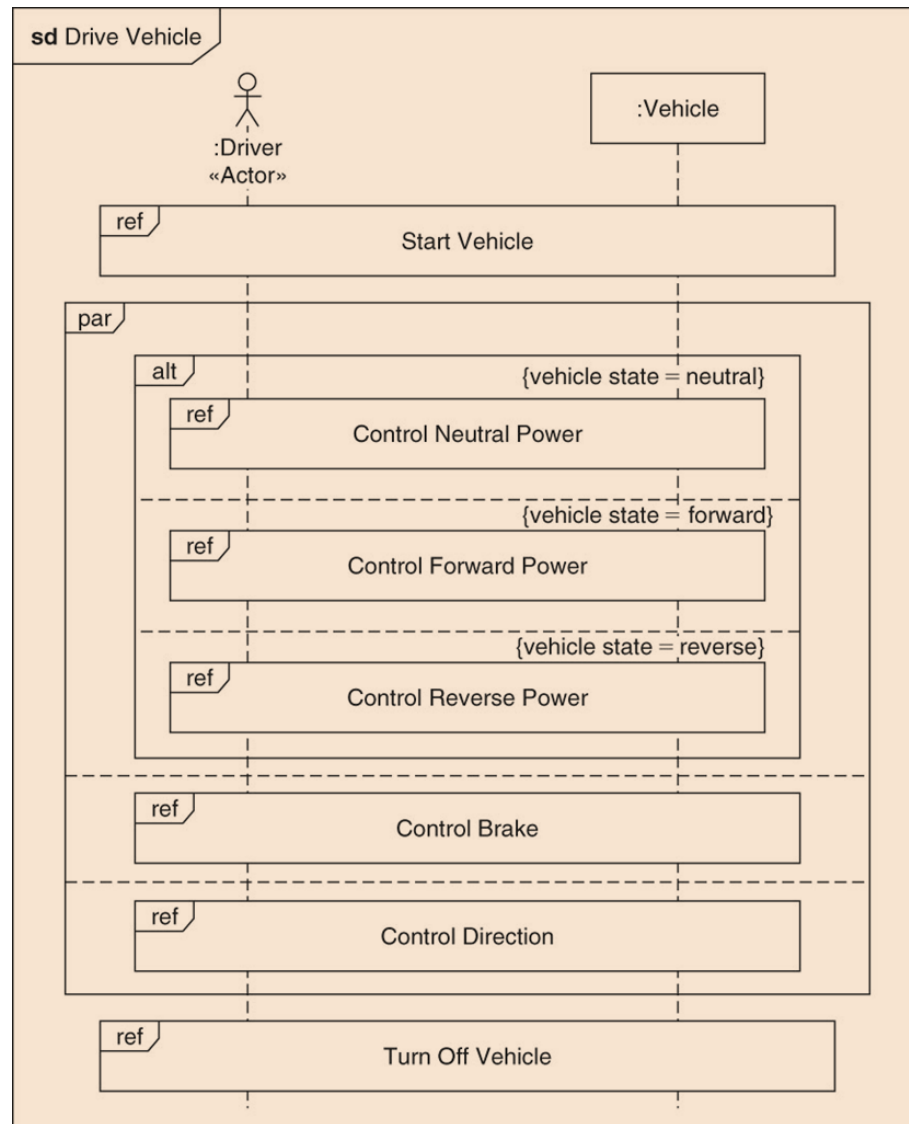 sd Drive Vehicle
:Driver
«Actor»
:Vehicle
ref
Start Vehicle
par
alt
{vehicle state = neutral}
ref
Control Neutral Power
{vehicle state = forward}
ref
Control Forward Power
{vehicle state = reverse}
ref
Control Reverse Power
ref
Control Brake
ref
Control Direction
ref
Turn Off Vehicle